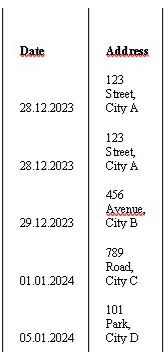 Date Address
123
Street,
28.12.2023 City A
123
Street,
28.12.2023 City A
456
Avenue,
29.12.2023 City B
789
Road,
01.01.2024 City C
101
Park,
05.01.2024 City D